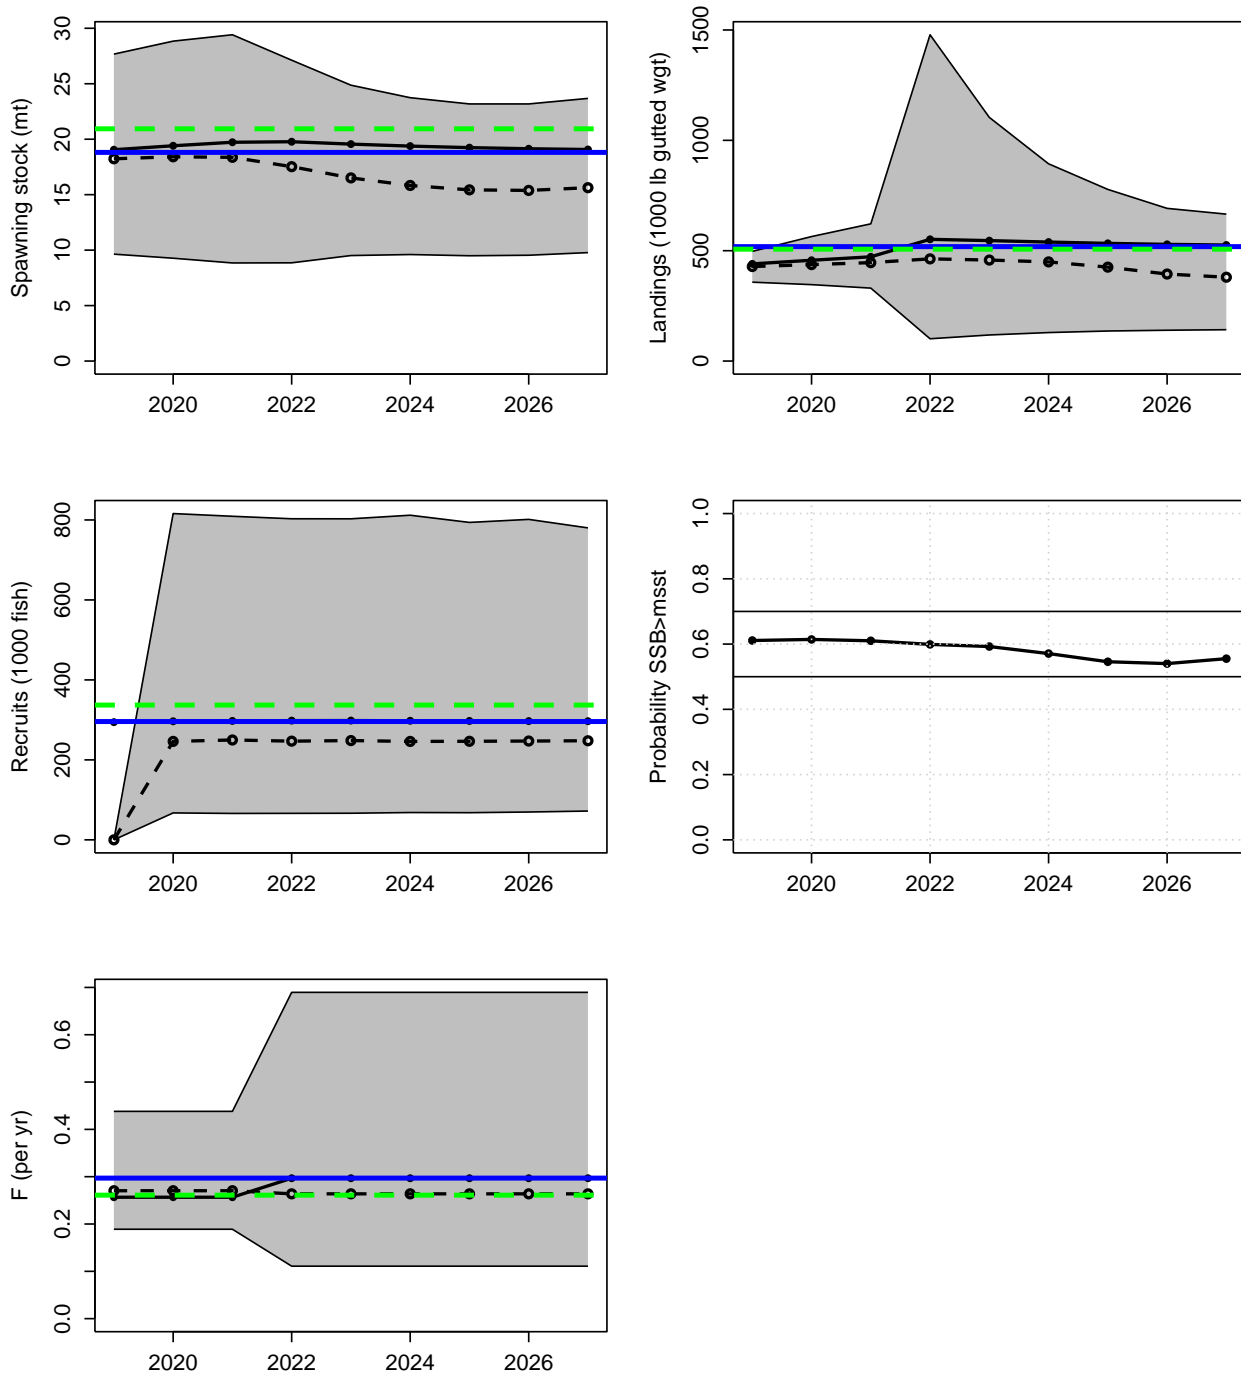 Spawning stock (mt)
0 5 10 15 20 25 30
2020 2022 2024 2026
Landings (1000 lb gutted wgt)
0 500 1000 1500
2020 2022 2024 2026
Recruits (1000 fish)
0 200 400 600 800
2020 2022 2024 2026
Probability SSB>msst
0.0 0.2 0.4 0.6 0.8 1.0
2020 2022 2024 2026
F (per yr)
0.0 0.2 0.4 0.6
2020 2022 2024 2026